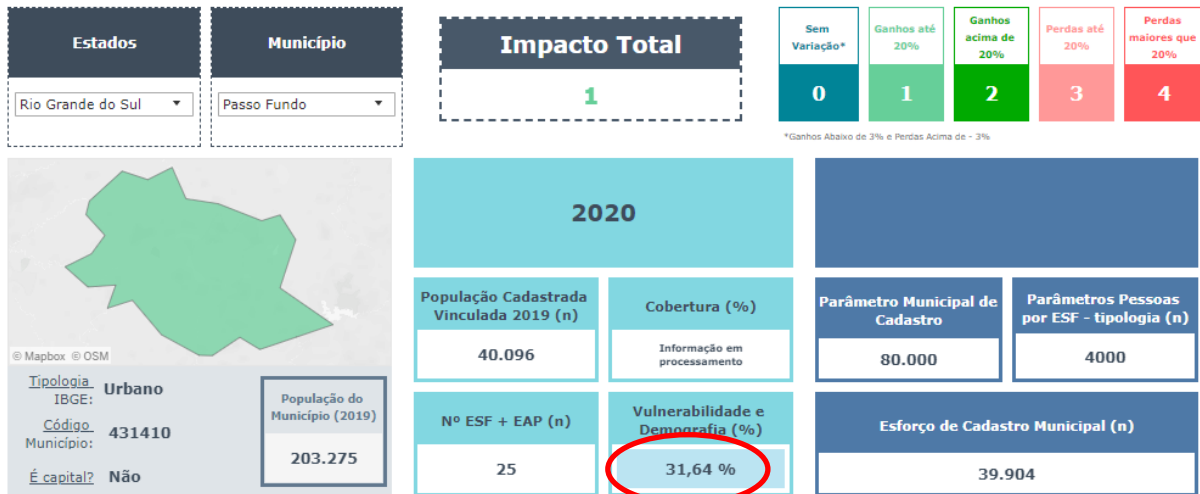 Estados
Rio Grande do Sul
Município
Passo Fundo
Impacto Total
1
Sem
Variação*
0
Ganhos até
20%
1
Ganhos
acima de
20%
2
Perdas até
20%
3
Perdas
maiores que
20%
4
*Ganhos Abaixo de 3% e Perdas Acima de - 3%
© Mapbox © OSM
Tipologia
IBGE:
Urbano
Código
Município:
431410
É capital?
Não
População do
Município (2019)
203.275
2020
População Cadastrada
Vinculada 2019 (n)
40.096
Cobertura (%)
Informação em
processamento
Nº ESF + EAP (n)
25
Vulnerabilidade e
Demografia (%)
31,64 %
Parâmetro Municipal de
Cadastro
80.000
Parâmetros Pessoas
por ESF - tipologia (n)
4000
Esforço de Cadastro Municipal (n)
39.904